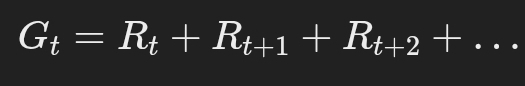 G_t = R_t + R_{t+1} + R_{t+2} + ...